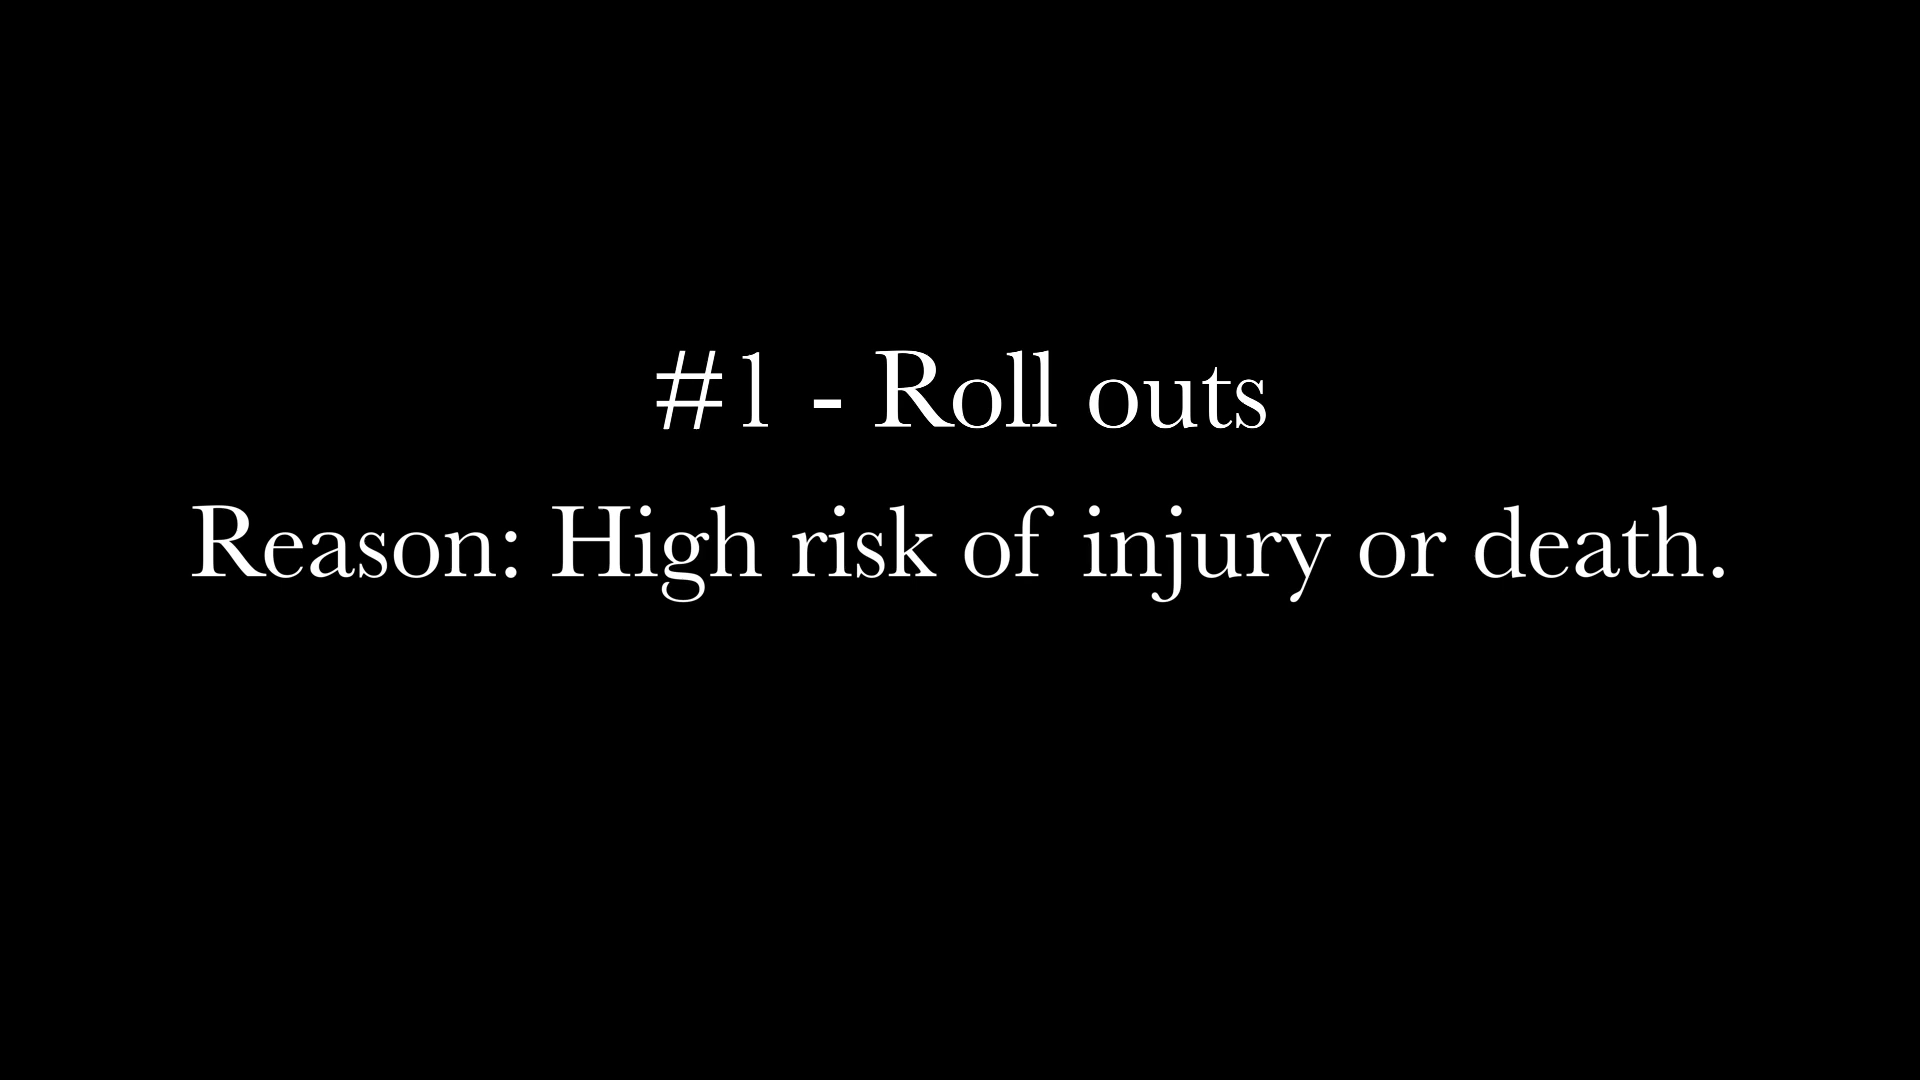 #1 - Roll outs
Reason: High risk of injury or death.